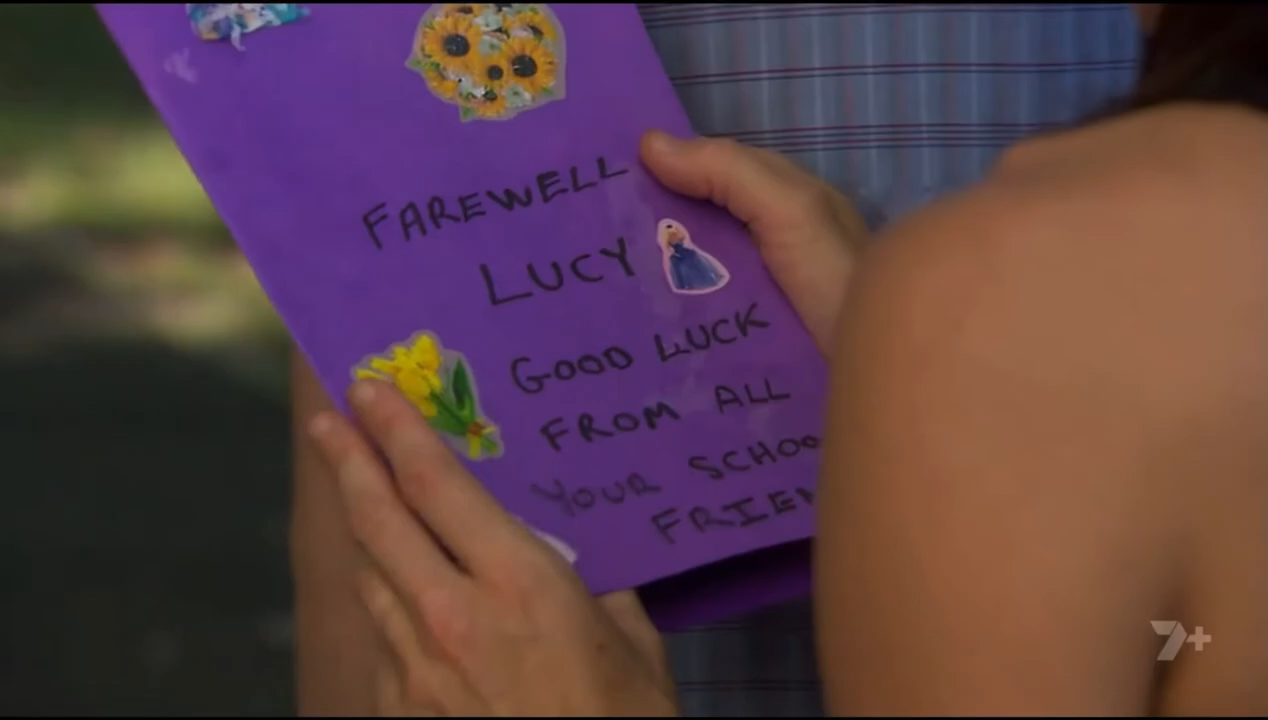 FAREWELL
LUCY
GOOD LUCK
FROM ALL
YOUR SCHOO
FRIEN
7+